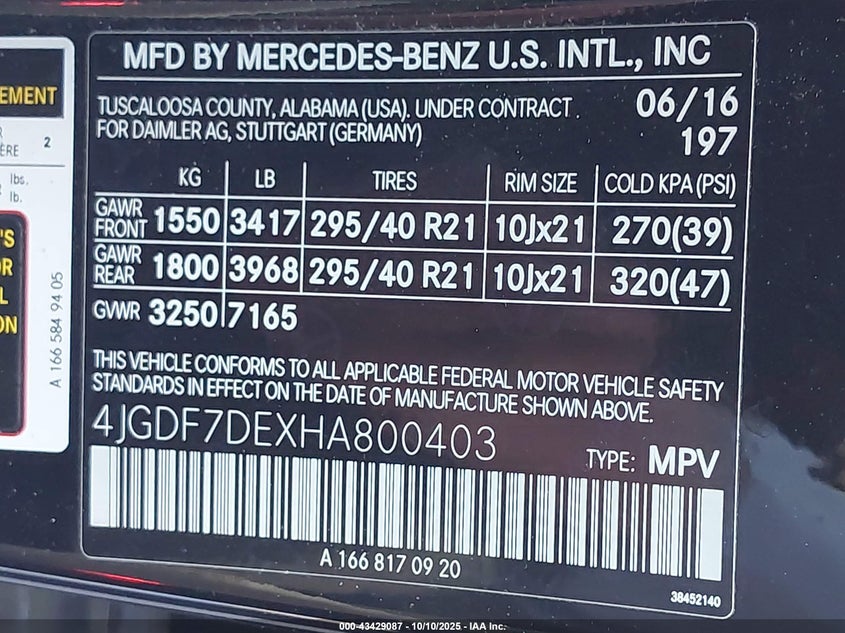 EMENT
2
ÈRE
lbs.
lb.
'S
OR
L
ON
A 166 584 94 05
MFD BY MERCEDES-BENZ U.S. INTL., INC
TUSCALOOSA COUNTY, ALABAMA (USA). UNDER CONTRACT. 06/16
FOR DAIMLER AG, STUTTGART (GERMANY) 197
KG LB TIRES RIM SIZE COLD KPA (PSI)
GAWR FRONT 1550 3417 295/40 R21 10Jx21 270(39)
GAWR REAR 1800 3968 295/40 R21 10Jx21 320(47)
GVWR 3250 7165
THIS VEHICLE CONFORMS TO ALL APPLICABLE FEDERAL MOTOR VEHICLE SAFETY
STANDARDS IN EFFECT ON THE DATE OF MANUFACTURE SHOWN ABOVE.
4JGDF7DEXHA800403
TYPE: MPV
A 166 817 09 20
38452140
000-43429087 - 10/10/2025 - IAA Inc.